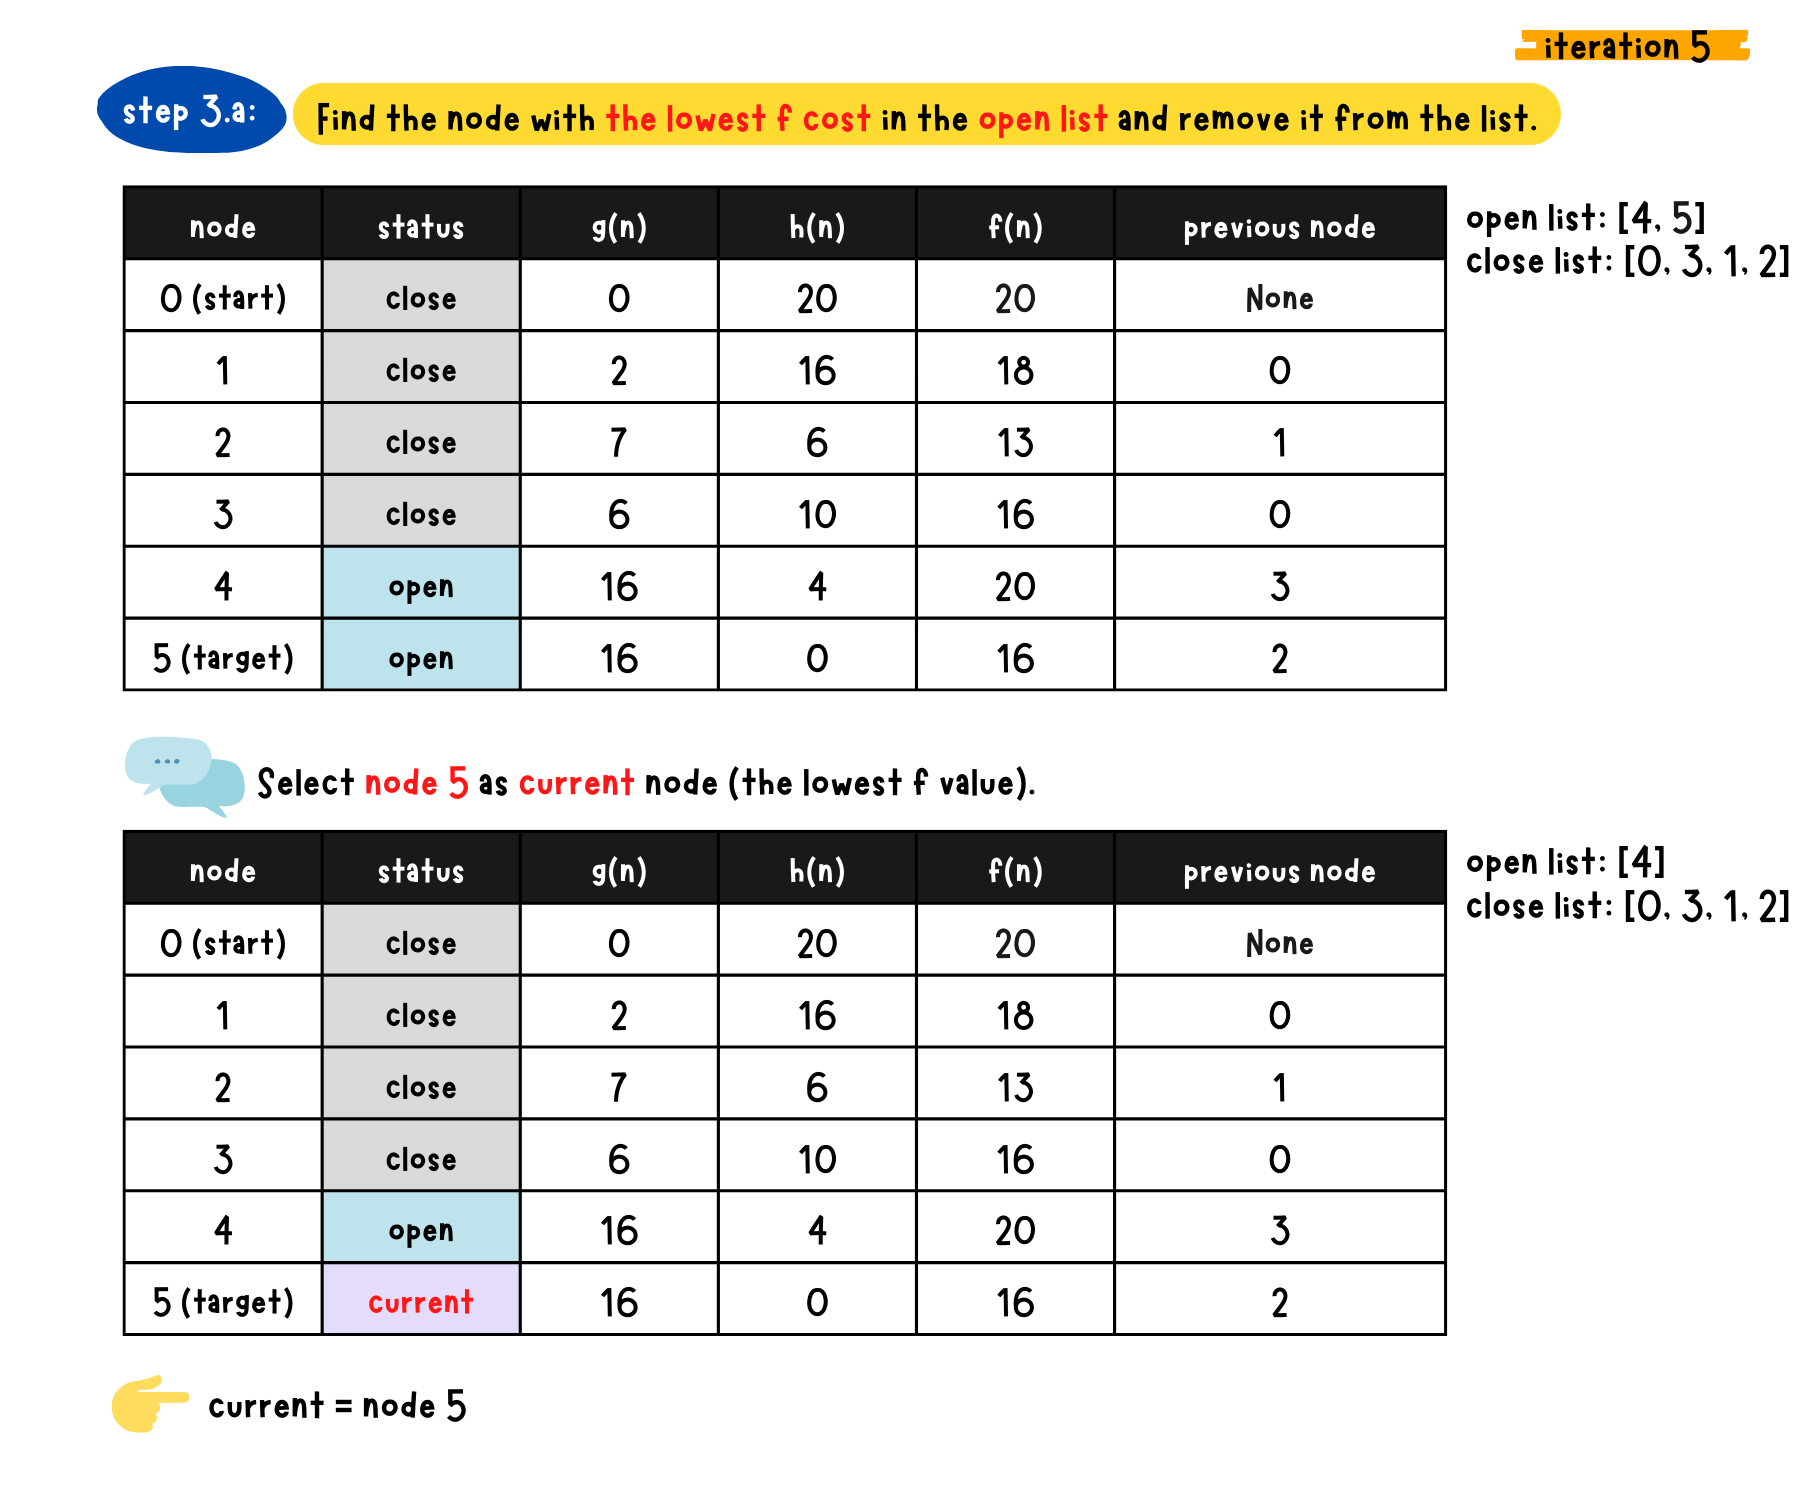 iteration 5
step 3.a:
Find the node with the lowest f cost in the open list and remove it from the list.
node status g(n) h(n) f(n) previous node
0 (start) close 0 20 20 None
1 close 2 16 18 0
2 close 7 6 13 1
3 close 6 10 16 0
4 open 16 4 20 3
5 (target) open 16 0 16 2
open list: [4, 5]
close list: [0, 3, 1, 2]
Select node 5 as current node (the lowest f value).
node status g(n) h(n) f(n) previous node
0 (start) close 0 20 20 None
1 close 2 16 18 0
2 close 7 6 13 1
3 close 6 10 16 0
4 open 16 4 20 3
5 (target) current 16 0 16 2
open list: [4]
close list: [0, 3, 1, 2]
current = node 5